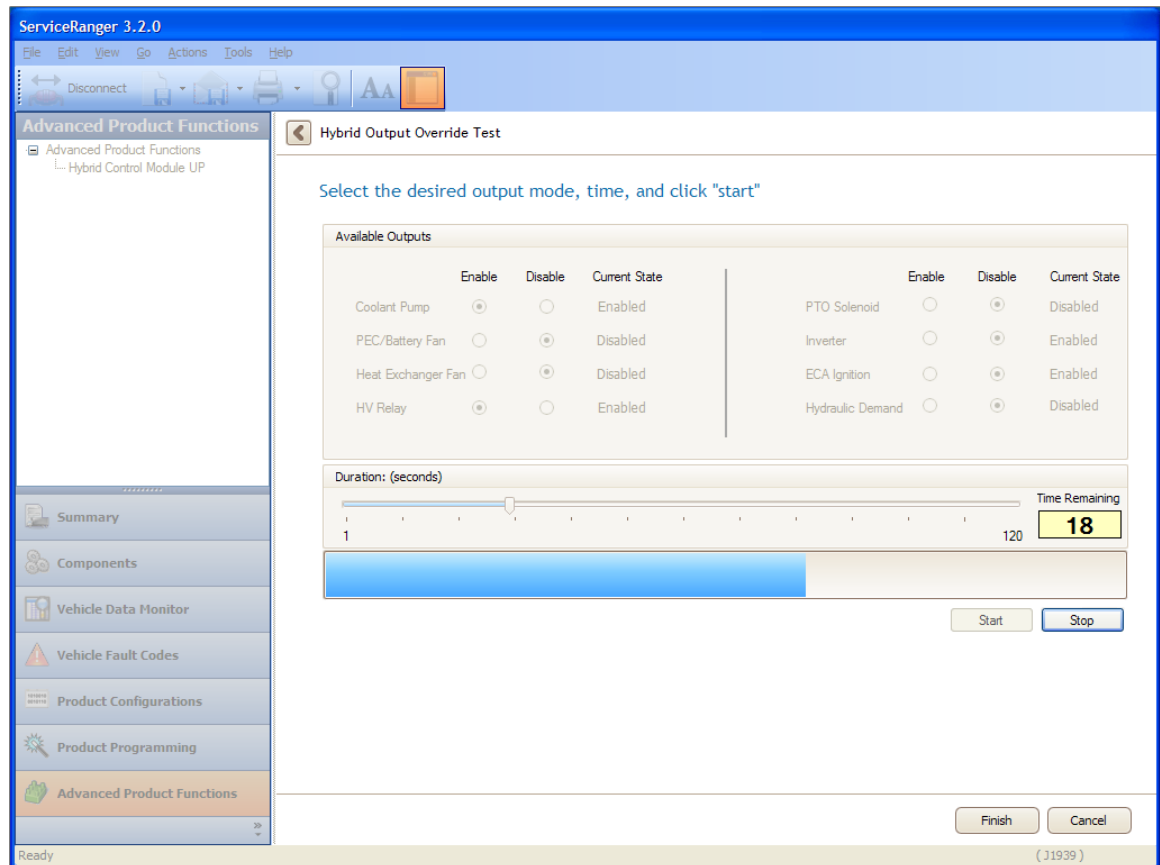 ServiceRanger 3.2.0
File Edit View Go Actions Tools Help
Disconnect AA
Advanced Product Functions
Advanced Product Functions
Hybrid Control Module UP
Hybrid Output Override Test
Select the desired output mode, time, and click "start"
Available Outputs
Enable Disable Current State
Coolant Pump Enabled
PEC/Battery Fan Disabled
Heat Exchanger Fan Disabled
HV Relay Enabled
Enable Disable Current State
PTO Solenoid Disabled
Inverter Enabled
ECA Ignition Enabled
Hydraulic Demand Disabled
Duration: (seconds)
1 120
Time Remaining
18
Start Stop
Summary
Components
Vehicle Data Monitor
Vehicle Fault Codes
Product Configurations
Product Programming
Advanced Product Functions
Finish Cancel
Ready (J1939)